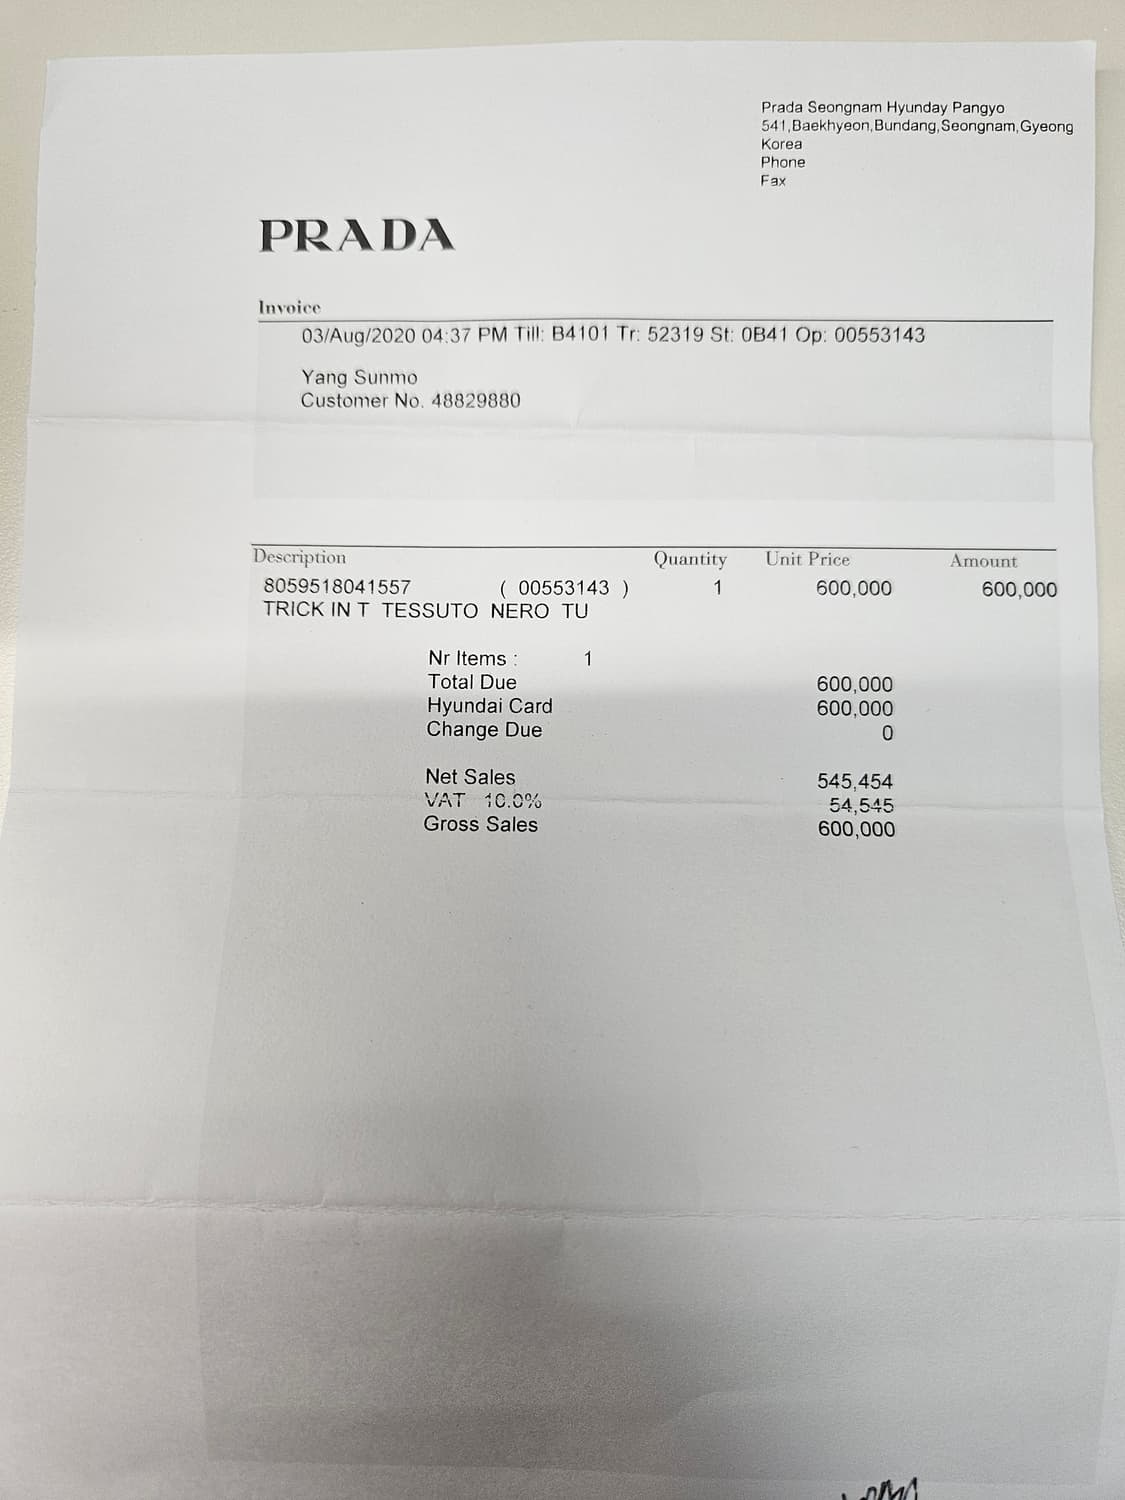 Prada Seongnam Hyunday Pangyo
541,Baekhyeon,Bundang,Seongnam,Gyeong
Korea
Phone
Fax
PRADA
Invoice
03/Aug/2020 04:37 PM Till: B4101 Tr: 52319 St: 0B41 Op: 00553143
Yang Sunmo
Customer No. 48829880
Description Quantity Unit Price Amount
8059518041557 ( 00553143 ) 1 600,000 600,000
TRICK IN T TESSUTO NERO TU
Nr Items : 1
Total Due 600,000
Hyundai Card 600,000
Change Due 0
Net Sales 545,454
VAT 10.0% 54,545
Gross Sales 600,000